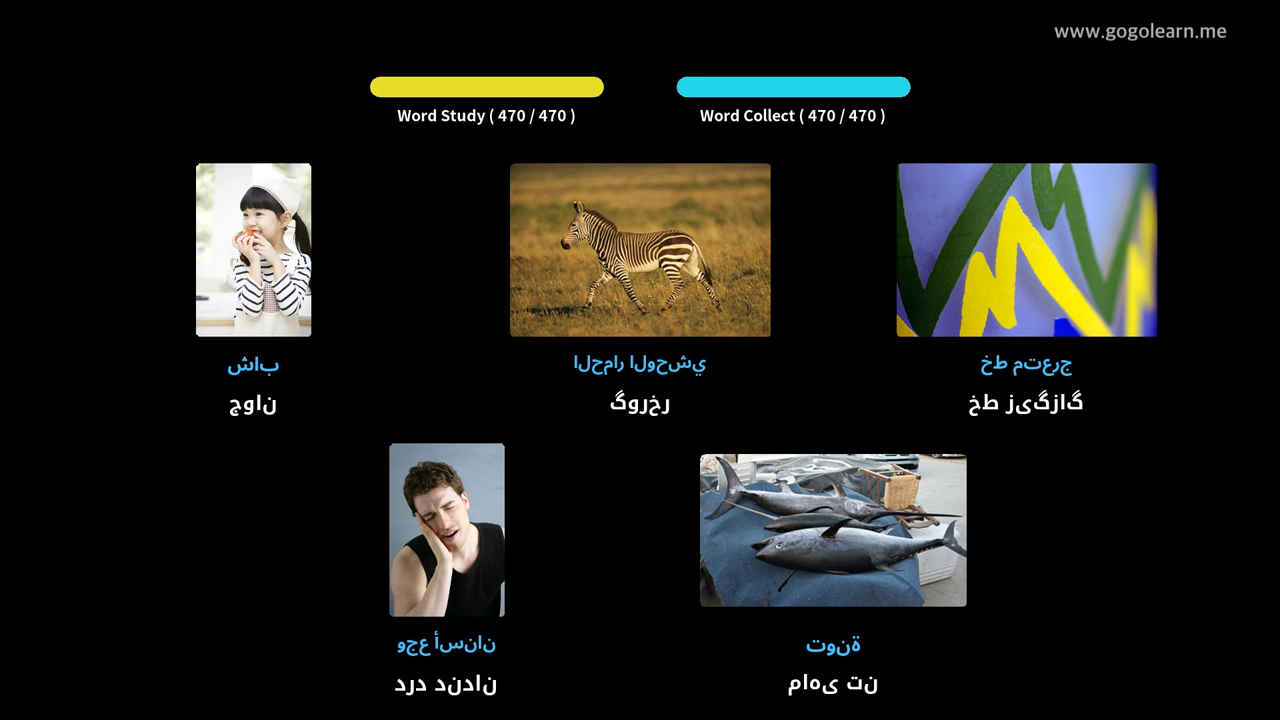 www.gogolearn.me
Word Study ( 470 / 470 )
Word Collect ( 470 / 470 )
شاب
جوان
الحمار الوحشي
گورخر
خط متعرج
خط زیگزاگ
وجع أسنان
درد دندان
تونة
ماهی تن